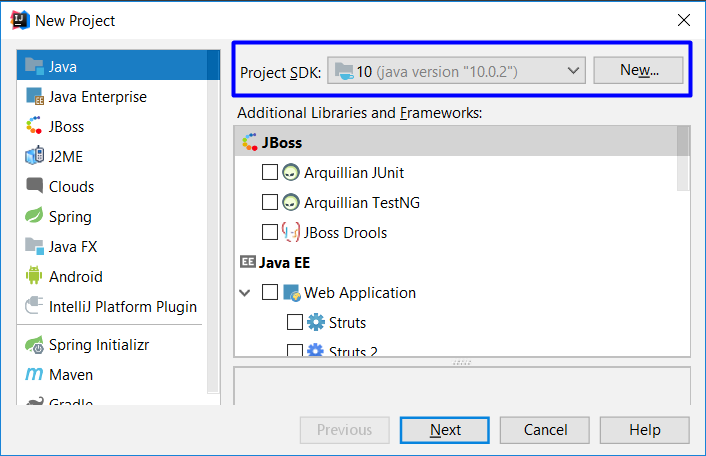 New Project
Java
Java Enterprise
JBoss
J2ME
Clouds
Spring
Java FX
Android
IntelliJ Platform Plugin
Spring Initializr
Maven
Gradle
Project SDK: 10 (java version "10.0.2") New...
Additional Libraries and Frameworks:
JBoss
Arquillian JUnit
Arquillian TestNG
JBoss Drools
EE Java EE
Web Application
Struts
Struts 2
Previous Next Cancel Help